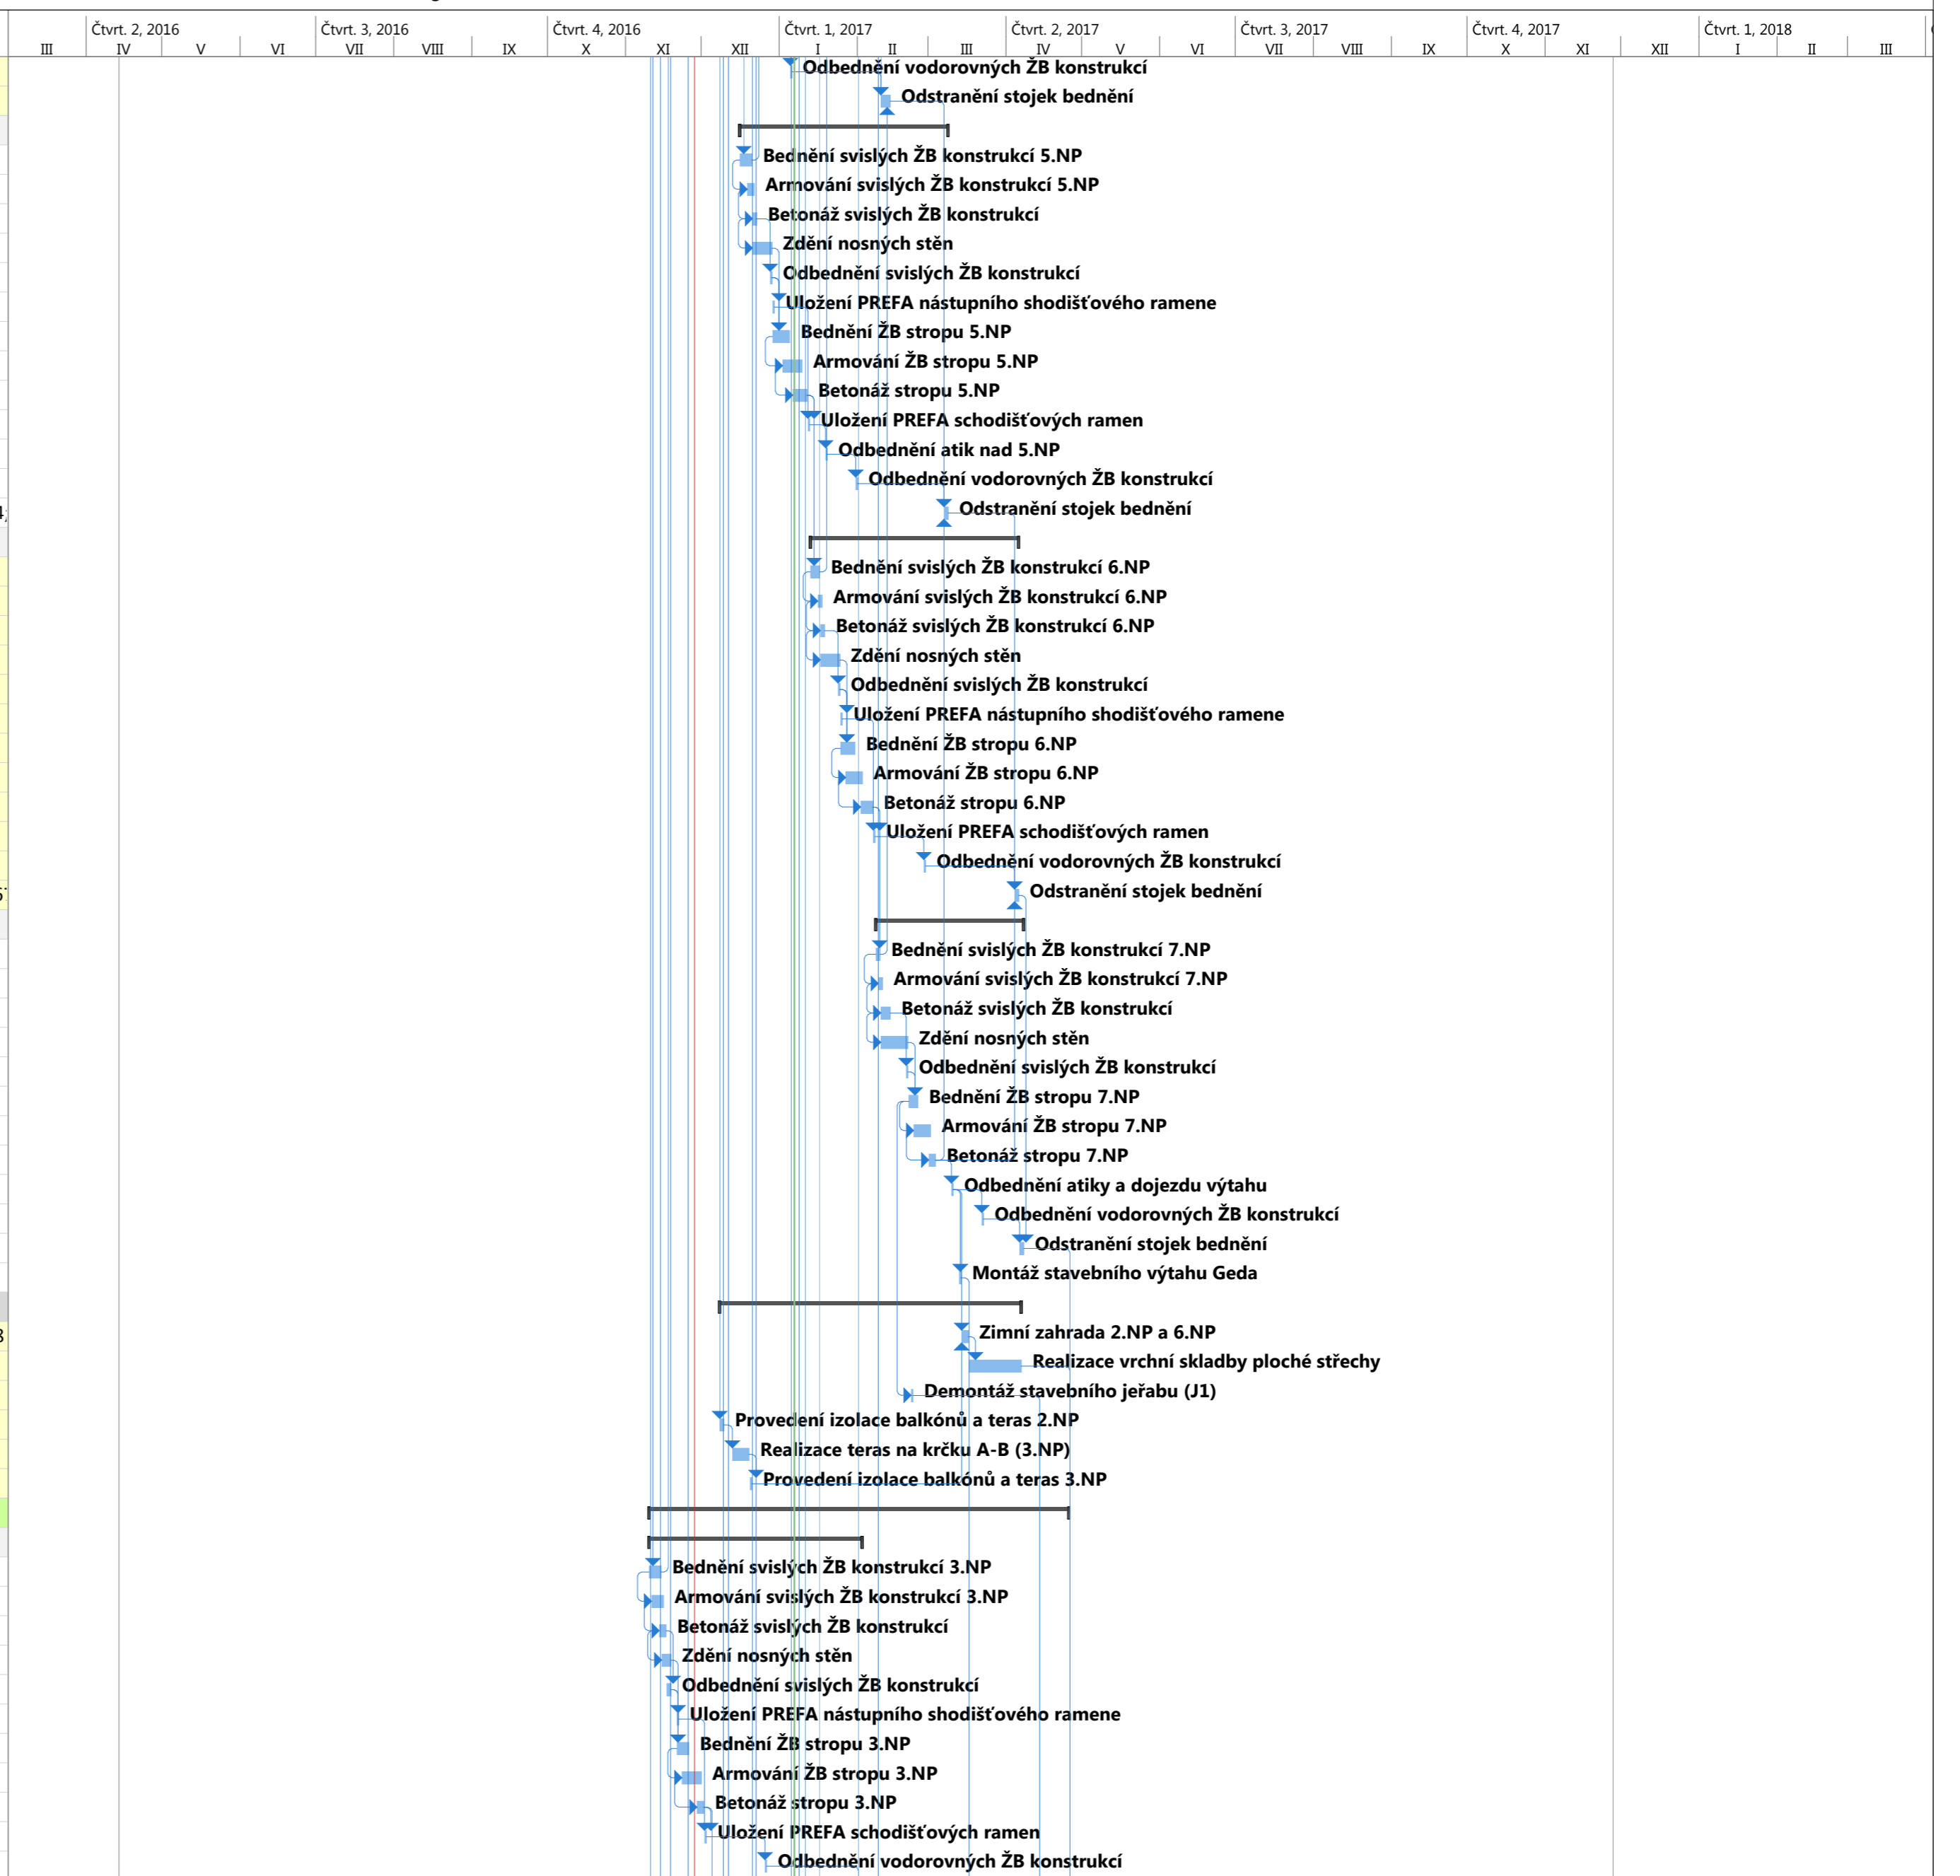 Čtvrt. 2, 2016 Čtvrt. 3, 2016 Čtvrt. 4, 2016 Čtvrt. 1, 2017 Čtvrt. 2, 2017 Čtvrt. 3, 2017 Čtvrt. 4, 2017 Čtvrt. 1, 2018
III IV V VI VII VIII IX X XI XII I II III IV V VI VII VIII IX X XI XII I II III
Odbednění vodorovných ŽB konstrukcí
Odstranění stojek bednění
Bednění svislých ŽB konstrukcí 5.NP
Armování svislých ŽB konstrukcí 5.NP
Betonáž svislých ŽB konstrukcí
Zdění nosných stěn
Odbednění svislých ŽB konstrukcí
Uložení PREFA nástupního shodišťového ramene
Bednění ŽB stropu 5.NP
Armování ŽB stropu 5.NP
Betonáž stropu 5.NP
Uložení PREFA schodišťových ramen
Odbednění atik nad 5.NP
Odbednění vodorovných ŽB konstrukcí
Odstranění stojek bednění
Bednění svislých ŽB konstrukcí 6.NP
Armování svislých ŽB konstrukcí 6.NP
Betonáž svislých ŽB konstrukcí 6.NP
Zdění nosných stěn
Odbednění svislých ŽB konstrukcí
Uložení PREFA nástupního shodišťového ramene
Bednění ŽB stropu 6.NP
Armování ŽB stropu 6.NP
Betonáž stropu 6.NP
Uložení PREFA schodišťových ramen
Odbednění vodorovných ŽB konstrukcí
Odstranění stojek bednění
Bednění svislých ŽB konstrukcí 7.NP
Armování svislých ŽB konstrukcí 7.NP
Betonáž svislých ŽB konstrukcí
Zdění nosných stěn
Odbednění svislých ŽB konstrukcí
Bednění ŽB stropu 7.NP
Armování ŽB stropu 7.NP
Betonáž stropu 7.NP
Odbednění atiky a dojezdu výtahu
Odbednění vodorovných ŽB konstrukcí
Odstranění stojek bednění
Montáž stavebního výtahu Geda
Zimní zahrada 2.NP a 6.NP
Realizace vrchní skladby ploché střechy
Demontáž stavebního jeřabu (J1)
Provedení izolace balkónů a teras 2.NP
Realizace teras na krčku A-B (3.NP)
Provedení izolace balkónů a teras 3.NP
Bednění svislých ŽB konstrukcí 3.NP
Armování svislých ŽB konstrukcí 3.NP
Betonáž svislých ŽB konstrukcí
Zdění nosných stěn
Odbednění svislých ŽB konstrukcí
Uložení PREFA nástupního shodišťového ramene
Bednění ŽB stropu 3.NP
Armování ŽB stropu 3.NP
Betonáž stropu 3.NP
Uložení PREFA schodišťových ramen
Odbednění vodorovných ŽB konstrukcí